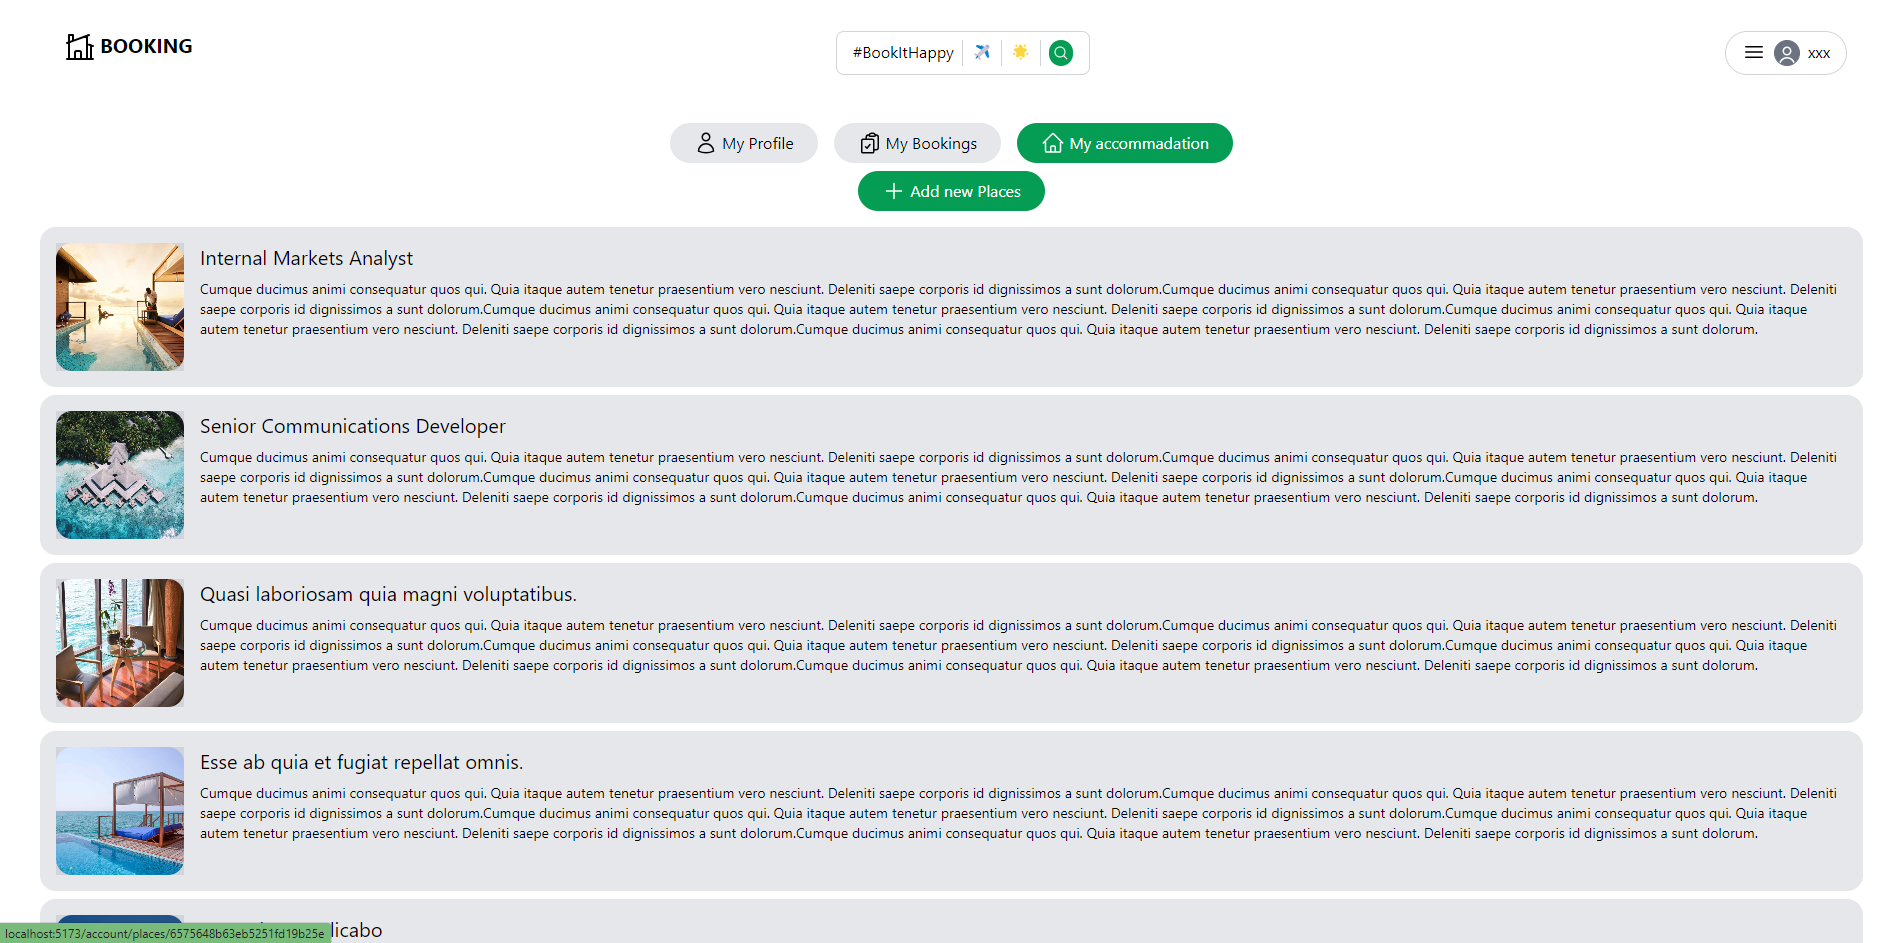 BOOKING
#BookItHappy
xxx
My Profile
My Bookings
My accommadation
Add new Places
Internal Markets Analyst
Cumque ducimus animi consequatur quos qui. Quia itaque autem tenetur praesentium vero nesciunt. Deleniti saepe corporis id dignissimos a sunt dolorum.Cumque ducimus animi consequatur quos qui. Quia itaque autem tenetur praesentium vero nesciunt. Deleniti
saepe corporis id dignissimos a sunt dolorum.Cumque ducimus animi consequatur quos qui. Quia itaque autem tenetur praesentium vero nesciunt. Deleniti saepe corporis id dignissimos a sunt dolorum.Cumque ducimus animi consequatur quos qui. Quia itaque
autem tenetur praesentium vero nesciunt. Deleniti saepe corporis id dignissimos a sunt dolorum.Cumque ducimus animi consequatur quos qui. Quia itaque autem tenetur praesentium vero nesciunt. Deleniti saepe corporis id dignissimos a sunt dolorum.
Senior Communications Developer
Cumque ducimus animi consequatur quos qui. Quia itaque autem tenetur praesentium vero nesciunt. Deleniti saepe corporis id dignissimos a sunt dolorum.Cumque ducimus animi consequatur quos qui. Quia itaque autem tenetur praesentium vero nesciunt. Deleniti
saepe corporis id dignissimos a sunt dolorum.Cumque ducimus animi consequatur quos qui. Quia itaque autem tenetur praesentium vero nesciunt. Deleniti saepe corporis id dignissimos a sunt dolorum.Cumque ducimus animi consequatur quos qui. Quia itaque
autem tenetur praesentium vero nesciunt. Deleniti saepe corporis id dignissimos a sunt dolorum.Cumque ducimus animi consequatur quos qui. Quia itaque autem tenetur praesentium vero nesciunt. Deleniti saepe corporis id dignissimos a sunt dolorum.
Quasi laboriosam quia magni voluptatibus.
Cumque ducimus animi consequatur quos qui. Quia itaque autem tenetur praesentium vero nesciunt. Deleniti saepe corporis id dignissimos a sunt dolorum.Cumque ducimus animi consequatur quos qui. Quia itaque autem tenetur praesentium vero nesciunt. Deleniti
saepe corporis id dignissimos a sunt dolorum.Cumque ducimus animi consequatur quos qui. Quia itaque autem tenetur praesentium vero nesciunt. Deleniti saepe corporis id dignissimos a sunt dolorum.Cumque ducimus animi consequatur quos qui. Quia itaque
autem tenetur praesentium vero nesciunt. Deleniti saepe corporis id dignissimos a sunt dolorum.Cumque ducimus animi consequatur quos qui. Quia itaque autem tenetur praesentium vero nesciunt. Deleniti saepe corporis id dignissimos a sunt dolorum.
Esse ab quia et fugiat repellat omnis.
Cumque ducimus animi consequatur quos qui. Quia itaque autem tenetur praesentium vero nesciunt. Deleniti saepe corporis id dignissimos a sunt dolorum.Cumque ducimus animi consequatur quos qui. Quia itaque autem tenetur praesentium vero nesciunt. Deleniti
saepe corporis id dignissimos a sunt dolorum.Cumque ducimus animi consequatur quos qui. Quia itaque autem tenetur praesentium vero nesciunt. Deleniti saepe corporis id dignissimos a sunt dolorum.Cumque ducimus animi consequatur quos qui. Quia itaque
autem tenetur praesentium vero nesciunt. Deleniti saepe corporis id dignissimos a sunt dolorum.Cumque ducimus animi consequatur quos qui. Quia itaque autem tenetur praesentium vero nesciunt. Deleniti saepe corporis id dignissimos a sunt dolorum.
licabo
localhost:5173/account/places/6575648b63eb5251fd19b25e